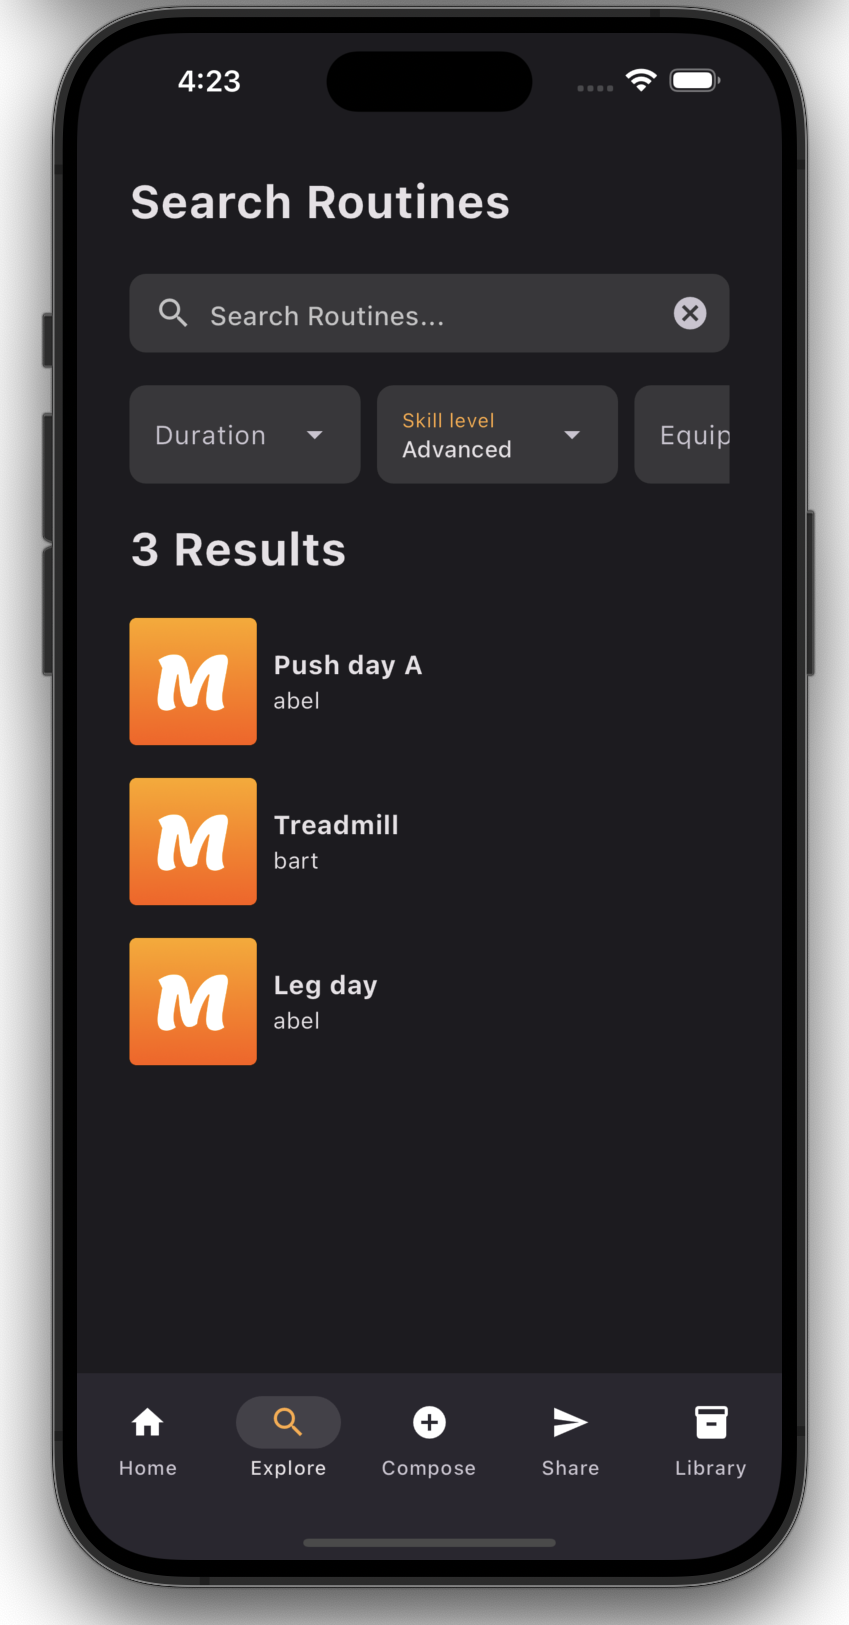 4:23
Search Routines
Search Routines...
Duration
Skill level
Advanced
Equip
3 Results
M
Push day A
abel
M
Treadmill
bart
M
Leg day
abel
Home
Explore
Compose
Share
Library